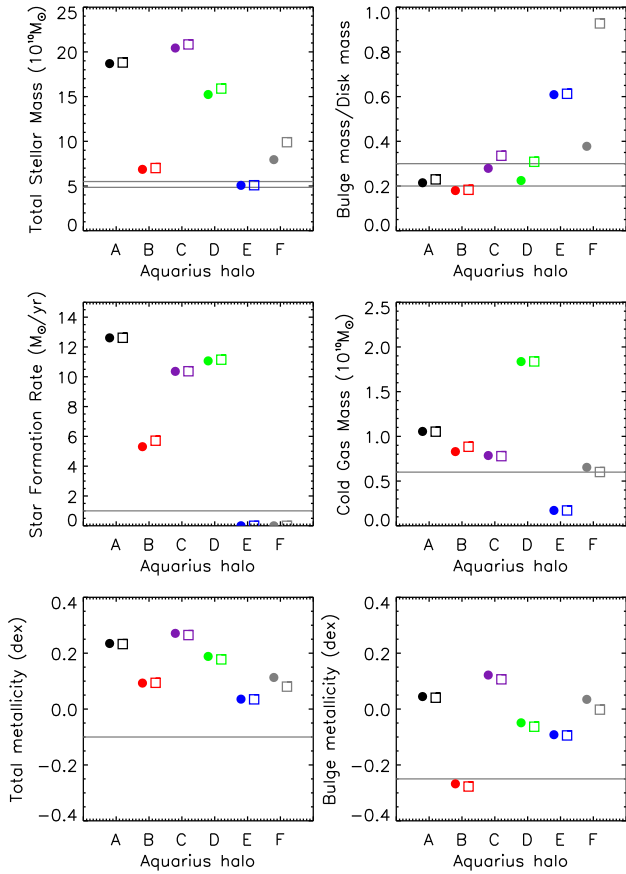 Total Stellar Mass (10¹⁰M☉)
25
20
15
10
5
0
A B C D E F
Aquarius halo
Bulge mass/Disk mass
1.0
0.8
0.6
0.4
0.2
0.0
A B C D E F
Aquarius halo
Star Formation Rate (M☉/yr)
14
12
10
8
6
4
2
0
A B C D E F
Aquarius halo
Cold Gas Mass (10¹⁰M☉)
2.5
2.0
1.5
1.0
0.5
0.0
A B C D E F
Aquarius halo
Total metallicity (dex)
0.4
0.2
0.0
−0.2
−0.4
A B C D E F
Aquarius halo
Bulge metallicity (dex)
0.4
0.2
0.0
−0.2
−0.4
A B C D E F
Aquarius halo